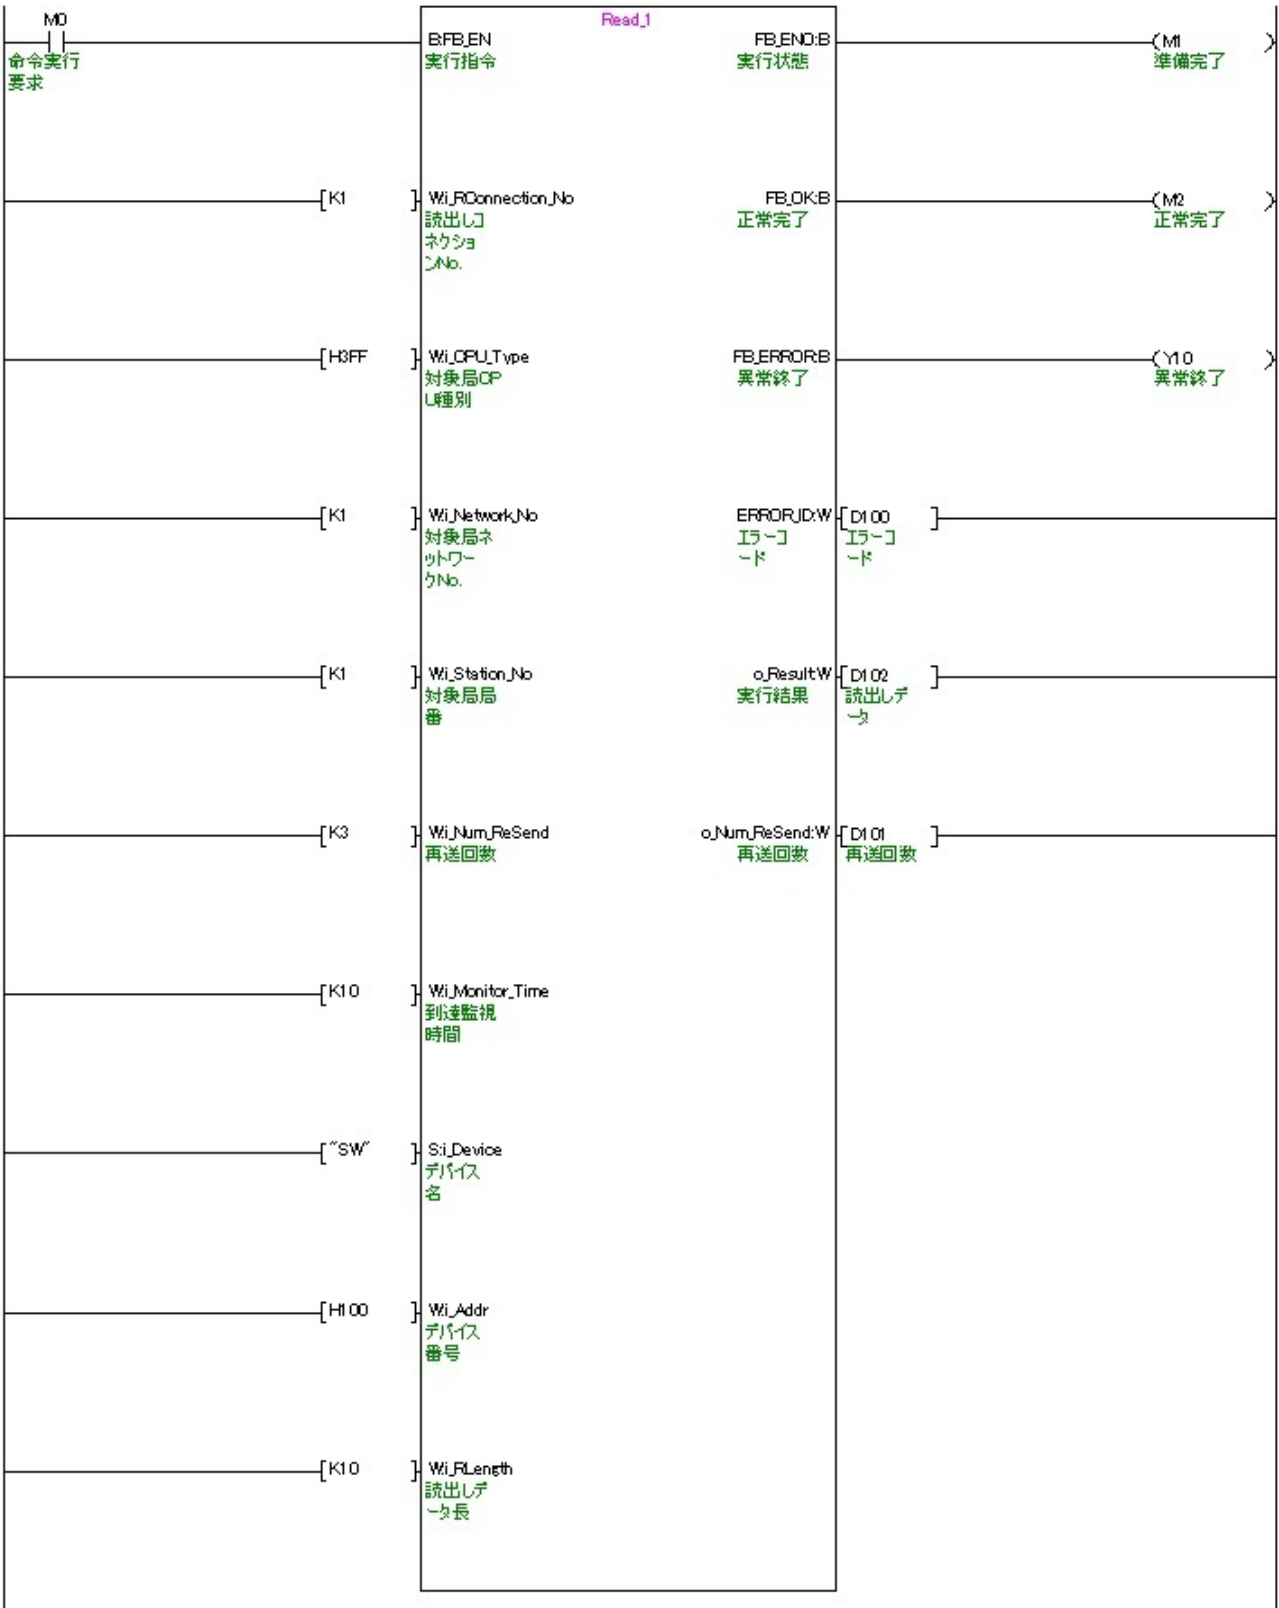 Read_1
M0
命令実行
要求
B:FB_EN
実行指令
FB_ENO:B
実行状態
M1
準備完了
K1
W:i_RConnection_No
読出しコ
ネクショ
ンNo.
FB_OK:B
正常完了
M2
正常完了
H3FF
W:i_CPU_Type
対象局CP
U種別
FB_ERROR:B
異常終了
Y10
異常終了
K1
W:i_Network_No
対象局ネ
ットワー
クNo.
ERROR_ID:W
エラーコ
ード
D100
エラーコ
ード
K1
W:i_Station_No
対象局局
番
o_Result:W
実行結果
D102
読出しデ
ータ
K3
W:i_Num_ReSend
再送回数
o_Num_ReSend:W
再送回数
D101
再送回数
K10
W:i_Monitor_Time
到達監視
時間
"SW"
S:i_Device
デバイス
名
H100
W:i_Addr
デバイス
番号
K10
W:i_RLength
読出しデ
ータ長